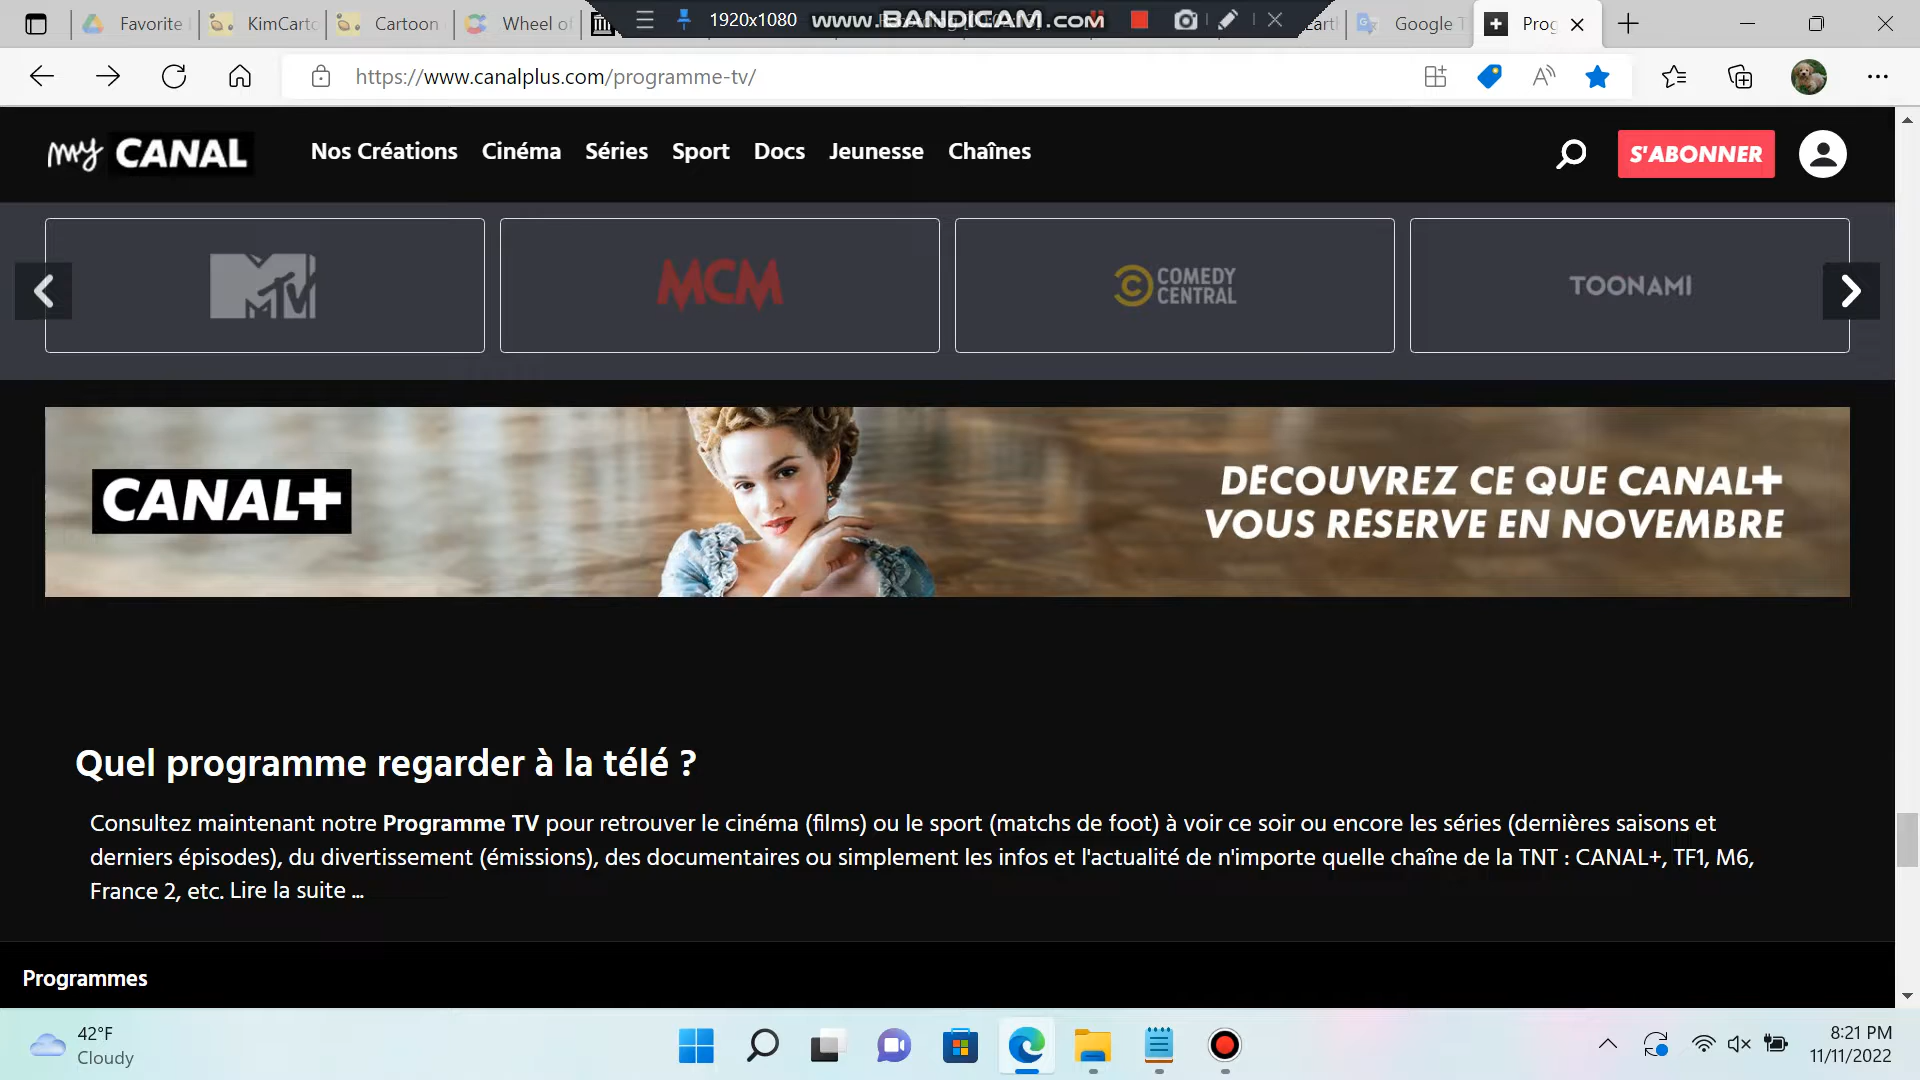 Favorite
KimCarto
Cartoon
Wheel of
1920x1080
www.BANDICAM.com
Earth
Google T
Prog
https://www.canalplus.com/programme-tv/
my CANAL
Nos Créations
Cinéma
Séries
Sport
Docs
Jeunesse
Chaînes
S'ABONNER
MTV
MCM
COMEDY
CENTRAL
TOONAMI
CANAL+
DÉCOUVREZ CE QUE CANAL+
VOUS RÉSERVE EN NOVEMBRE
Quel programme regarder à la télé ?
Consultez maintenant notre Programme TV pour retrouver le cinéma (films) ou le sport (matchs de foot) à voir ce soir ou encore les séries (dernières saisons et
derniers épisodes), du divertissement (émissions), des documentaires ou simplement les infos et l'actualité de n'importe quelle chaîne de la TNT : CANAL+, TF1, M6,
France 2, etc. Lire la suite ...
Programmes
42°F
Cloudy
8:21 PM
11/11/2022